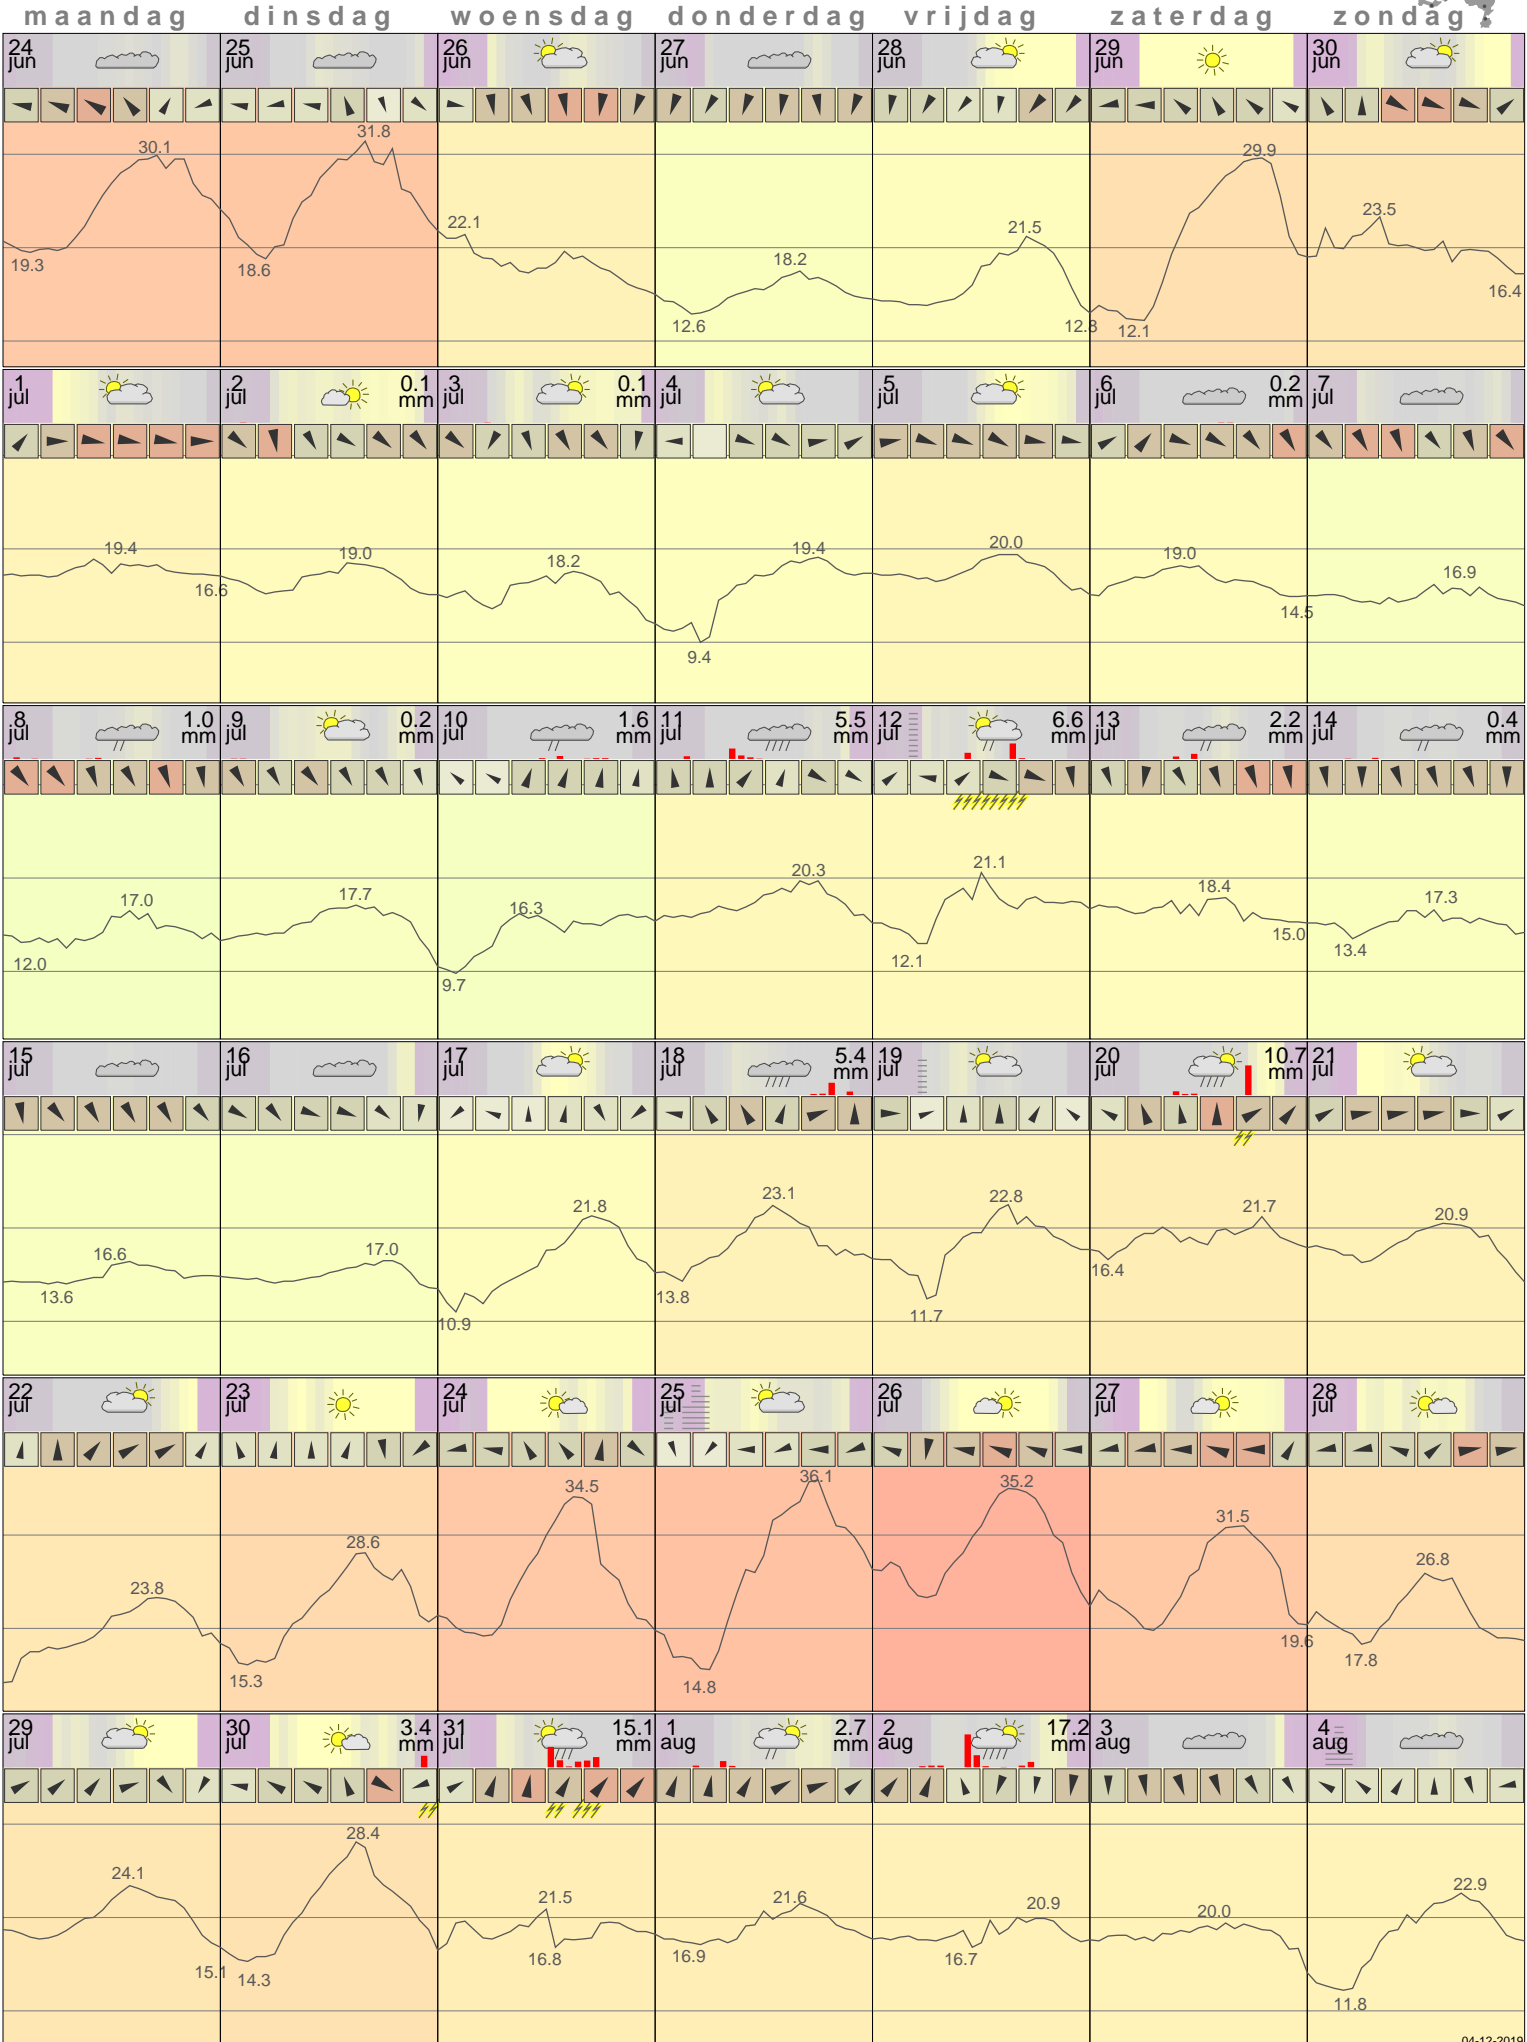 maandag dinsdag woensdag donderdag vrijdag zaterdag zondag
24 25 26 27 28 29 30
jun jun jun jun jun jun jun
30.1 31.8 29.9
22.1 21.5 23.5
19.3 18.6 18.2 16.4
12.6 12.8 12.1
1 2 0.1 3 0.1 4 5 6 0.2 7
jul jul mm jul mm jul jul jul mm jul
19.4 19.0 18.2 19.4 20.0 19.0 16.9
16.6 9.4 14.5
8 1.0 9 0.2 10 1.6 11 5.5 12 6.6 13 2.2 14 0.4
jul mm jul mm jul mm jul mm jul mm jul mm jul mm
17.0 17.7 16.3 20.3 21.1 18.4 17.3
12.0 9.7 12.1 15.0 13.4
15 16 17 18 5.4 19 20 10.7 21
jul jul jul jul mm jul jul mm jul
16.6 17.0 21.8 23.1 22.8 21.7 20.9
13.6 10.9 13.8 11.7 16.4
22 23 24 25 26 27 28
jul jul jul jul jul jul jul
23.8 28.6 34.5 36.1 35.2 31.5 26.8
15.3 14.8 19.6 17.8
29 30 3.4 31 15.1 1 2.7 2 17.2 3 4
jul jul mm jul mm aug mm aug mm aug aug
24.1 28.4 21.5 21.6 20.9 20.0 22.9
15.1 14.3 16.8 16.9 16.7 11.8
04-12-2019